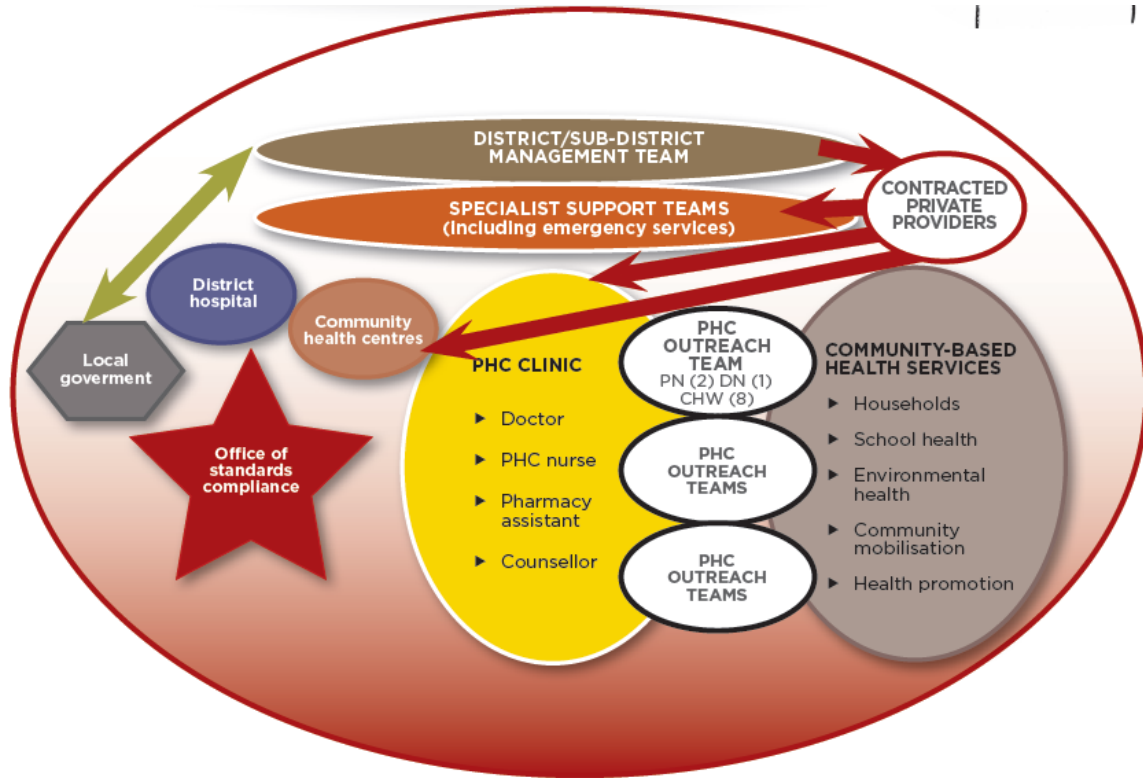 DISTRICT/SUB-DISTRICT
MANAGEMENT TEAM
SPECIALIST SUPPORT TEAMS
(including emergency services)
CONTRACTED
PRIVATE
PROVIDERS
District
hospital
Community
health centres
Local
goverment
Office of
standards
compliance
PHC CLINIC
► Doctor
► PHC nurse
► Pharmacy
assistant
► Counsellor
PHC
OUTREACH
TEAM
PN (2) DN (1)
CHW (8)
PHC
OUTREACH
TEAMS
PHC
OUTREACH
TEAMS
COMMUNITY-BASED
HEALTH SERVICES
► Households
► School health
► Environmental
health
► Community
mobilisation
► Health promotion